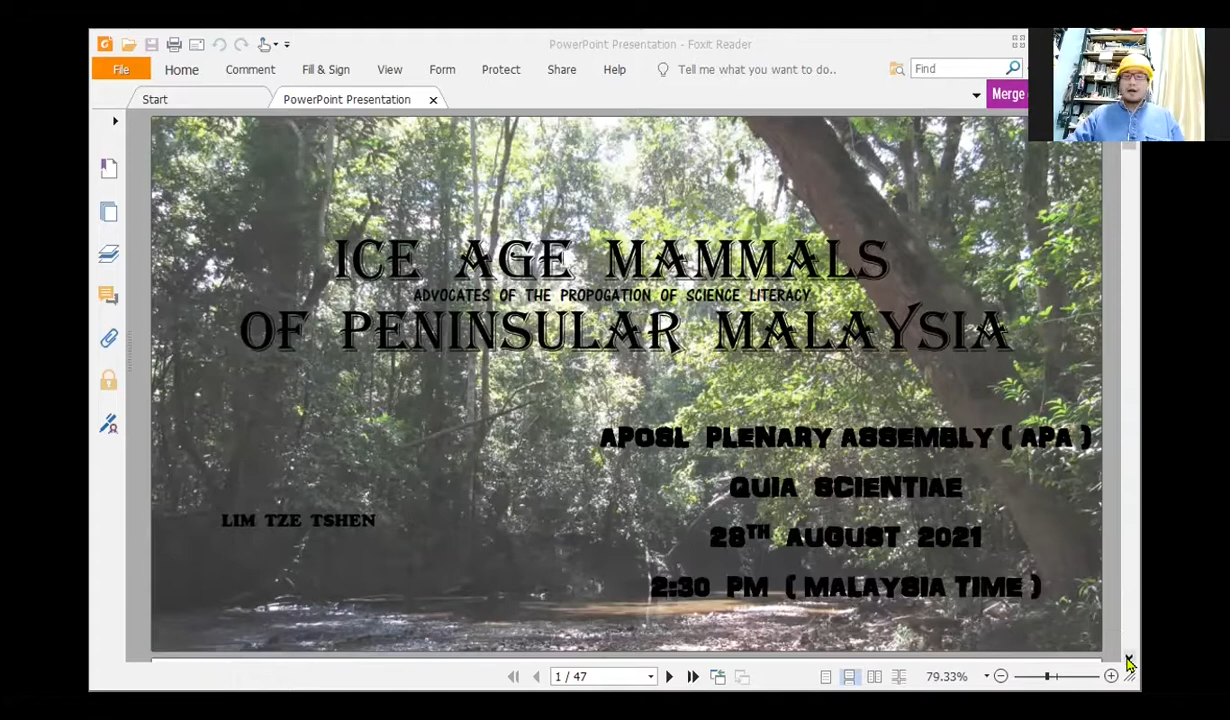 PowerPoint Presentation - Foxit Reader
File Home Comment Fill & Sign View Form Protect Share Help Tell me what you want to do.. Find
Start PowerPoint Presentation Merge
ICE AGE MAMMALS
ADVOCATES OF THE PROPOGATION OF SCIENCE LITERACY
OF PENINSULAR MALAYSIA
APOSL PLENARY ASSEMBLY ( APA )
QUIA SCIENTIAE
LIM TZE TSHEN
28TH AUGUST 2021
2:30 PM ( MALAYSIA TIME )
1 / 47 79.33%